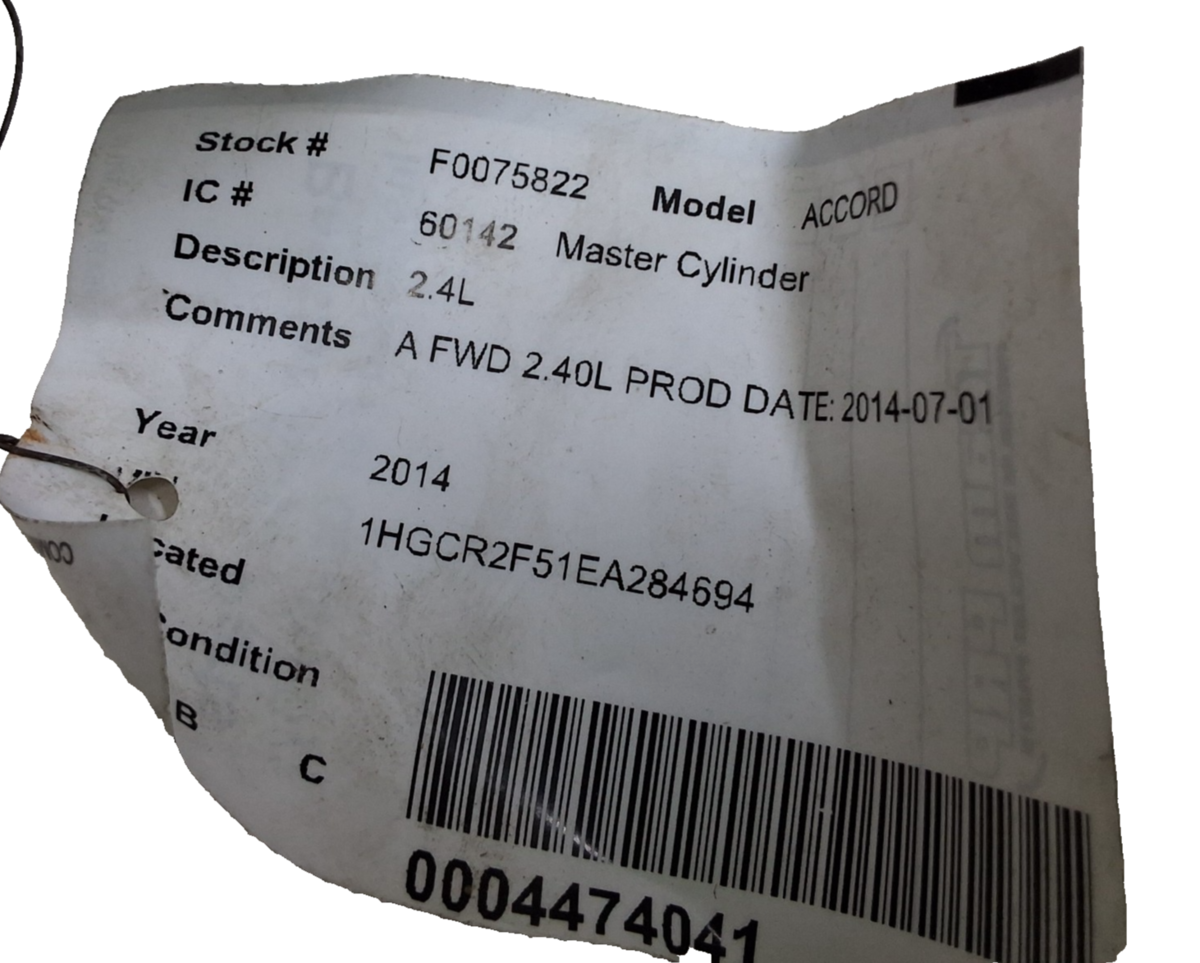 Stock # F0075822 Model ACCORD
IC # 60142 Master Cylinder
Description 2.4L
Comments A FWD 2.40L PROD DATE: 2014-07-01
Year 2014
1HGCR2F51EA284694
cated
ondition
B C
0004474041